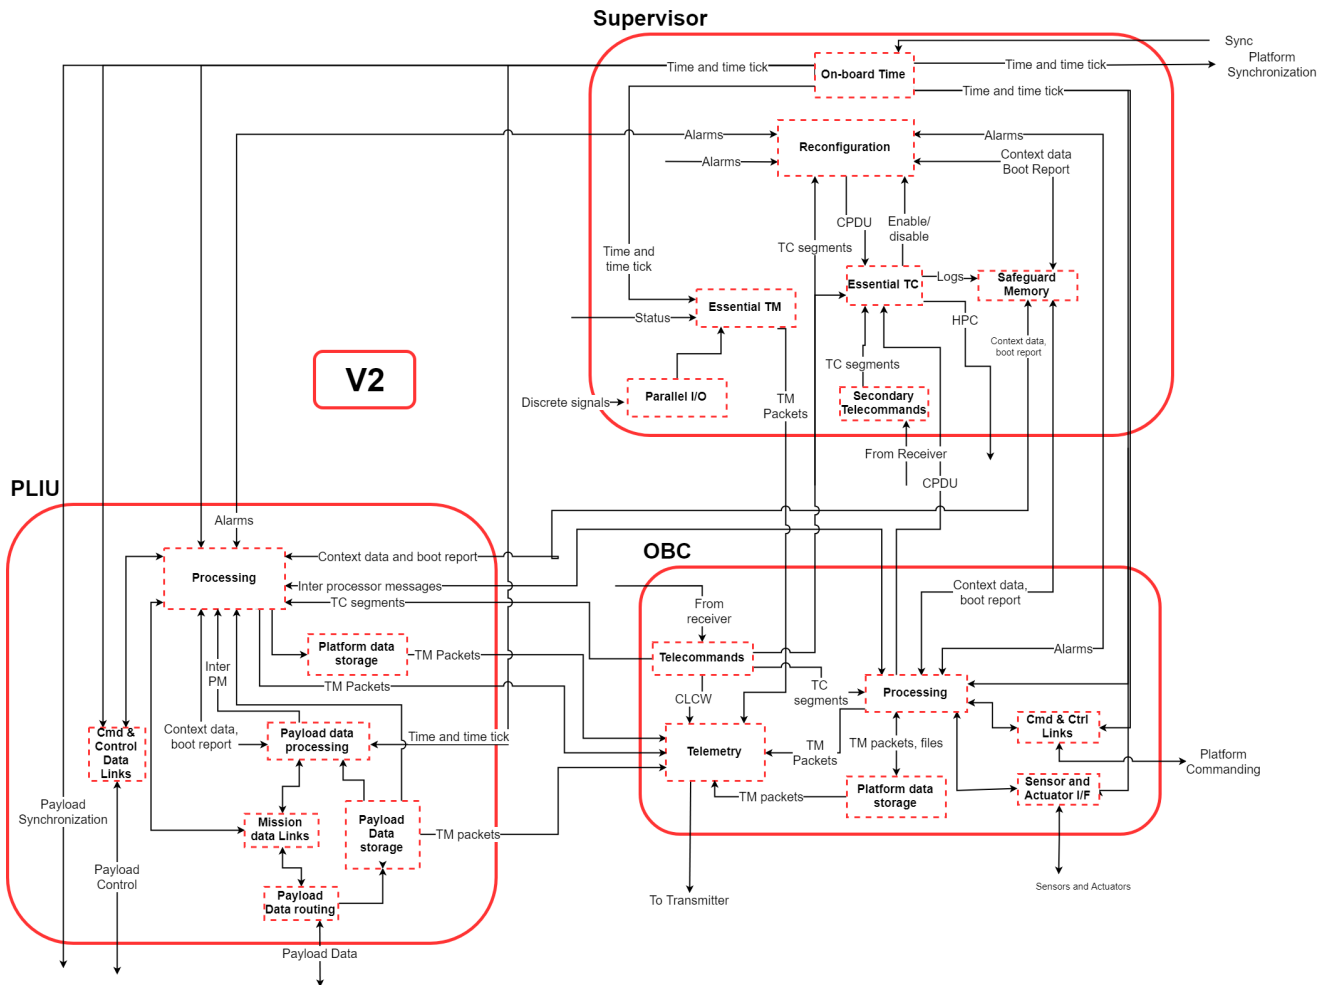 Supervisor
Sync
Platform
Synchronization
Time and time tick
On-board Time
Time and time tick
Time and time tick
Alarms
Reconfiguration
Alarms
Alarms
Context data
Boot Report
CPDU
Enable/
disable
TC segments
Time and
time tick
Essential TC
Logs
Safeguard
Memory
Essential TM
Status
HPC
Context data,
boot report
TC segments
V2
Discrete signals
Parallel I/O
TM
Packets
Secondary
Telecommands
From Receiver
CPDU
PLIU
Alarms
OBC
Context data and boot report
Processing
Inter processor messages
TC segments
From
receiver
Context data,
boot report
Platform data
storage
TM Packets
Telecommands
Alarms
Inter
PM
TM Packets
CLCW
TC
segments
Processing
Context data,
boot report
Payload data
processing
Time and time tick
Cmd &
Control
Data
Links
Telemetry
TM
Packets
TM packets, files
Cmd & Ctrl
Links
Platform
Commanding
TM packets
Platform data
storage
Sensor and
Actuator I/F
Payload
Synchronization
Mission
data Links
Payload
Data
storage
TM packets
Payload
Control
Payload
Data routing
To Transmitter
Sensors and Actuators
Payload Data